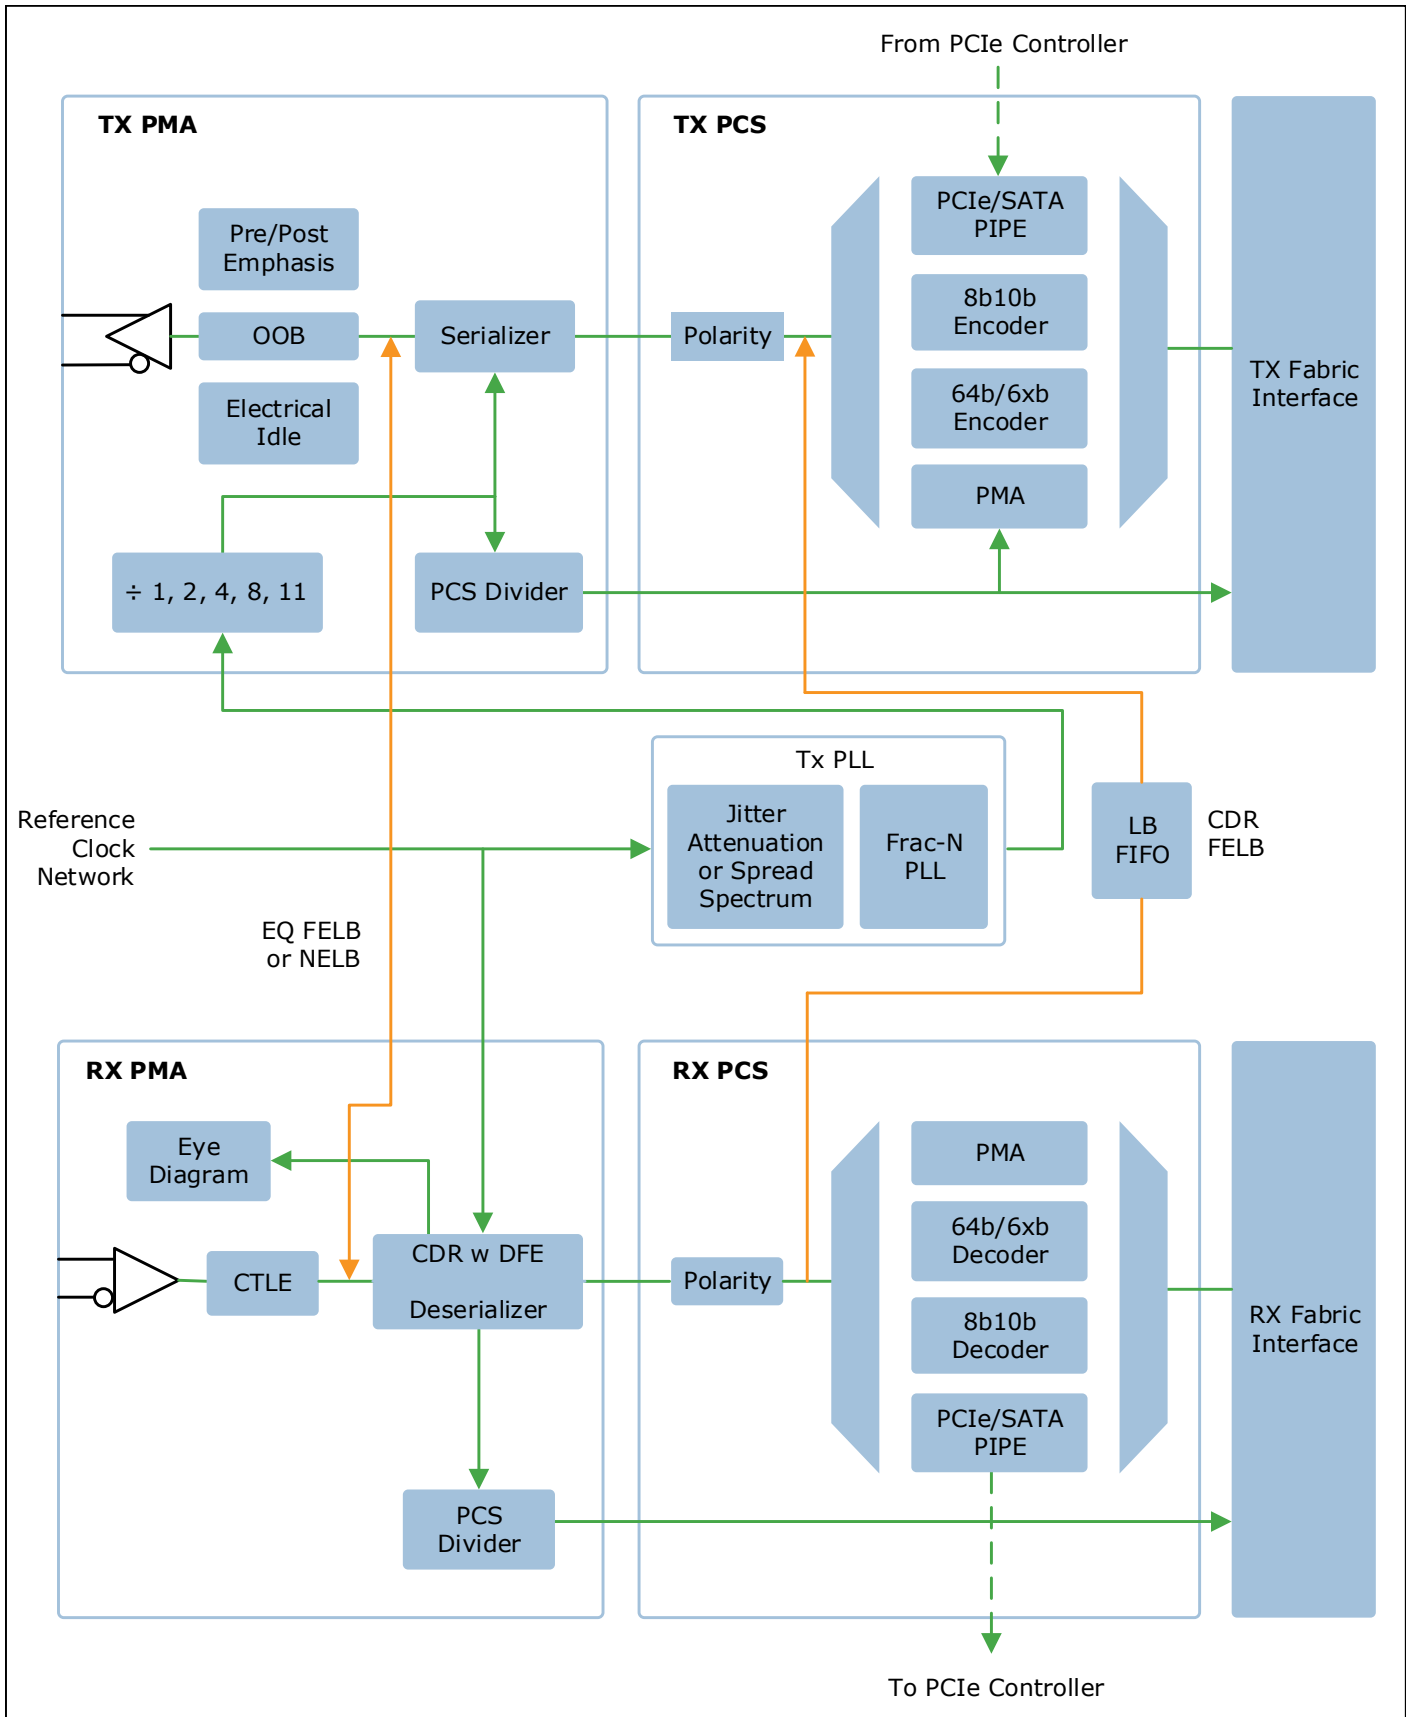 From PCIe Controller
TX PMA
TX PCS
PCIe/SATA
PIPE
Pre/Post
Emphasis
8b10b
Encoder
OOB
Serializer
Polarity
TX Fabric
Interface
64b/6xb
Encoder
Electrical
Idle
PMA
÷ 1, 2, 4, 8, 11
PCS Divider
Tx PLL
Reference
Clock
Network
Jitter
Attenuation
or Spread
Spectrum
Frac-N
PLL
LB
FIFO
CDR
FELB
EQ FELB
or NELB
RX PMA
RX PCS
Eye
Diagram
PMA
64b/6xb
Decoder
CTLE
CDR w DFE
Deserializer
Polarity
8b10b
Decoder
RX Fabric
Interface
PCIe/SATA
PIPE
PCS
Divider
To PCIe Controller